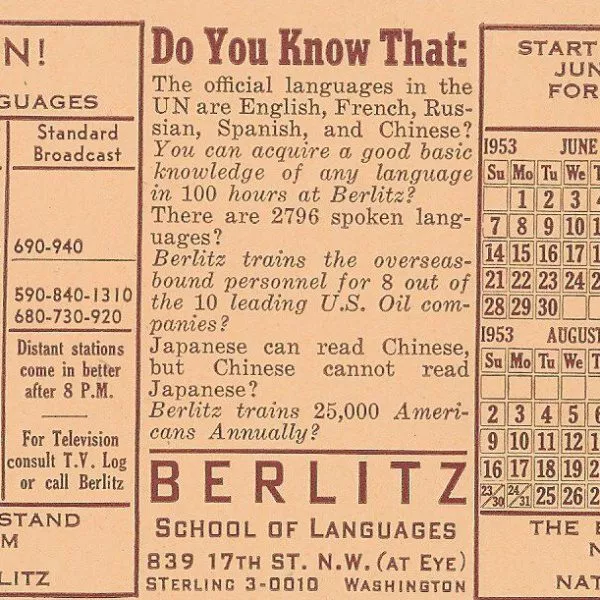 N!
GUAGES
Standard
Broadcast
690-940
590-840-1310
680-730-920
Distant stations
come in better
after 8 P.M.
For Television
consult T.V. Log
or call Berlitz
STAND
M
LITZ
Do You Know That:
The official languages in the
UN are English, French, Rus-
sian, Spanish, and Chinese?
You can acquire a good basic
knowledge of any language
in 100 hours at Berlitz?
There are 2796 spoken lang-
uages?
Berlitz trains the overseas-
bound personnel for 8 out of
the 10 leading U.S. Oil com-
panies?
Japanese can read Chinese,
but Chinese cannot read
Japanese?
Berlitz trains 25,000 Ameri-
cans Annually?
BERLITZ
SCHOOL OF LANGUAGES
839 17TH ST. N.W. (AT EYE)
STERLING 3-0010 WASHINGTON
START
JUN
FOR
1953 JUNE
Su Mo Tu We T
1 2 3 4
7 8 9 10
14 15 16 17
21 22 23 24
28 29 30
1953 AUGUST
Su Mo Tu We T
2 3 4 5 6
9 10 11 12
16 17 18 19
23/30 24/31 25 26
THE B
N
NAT